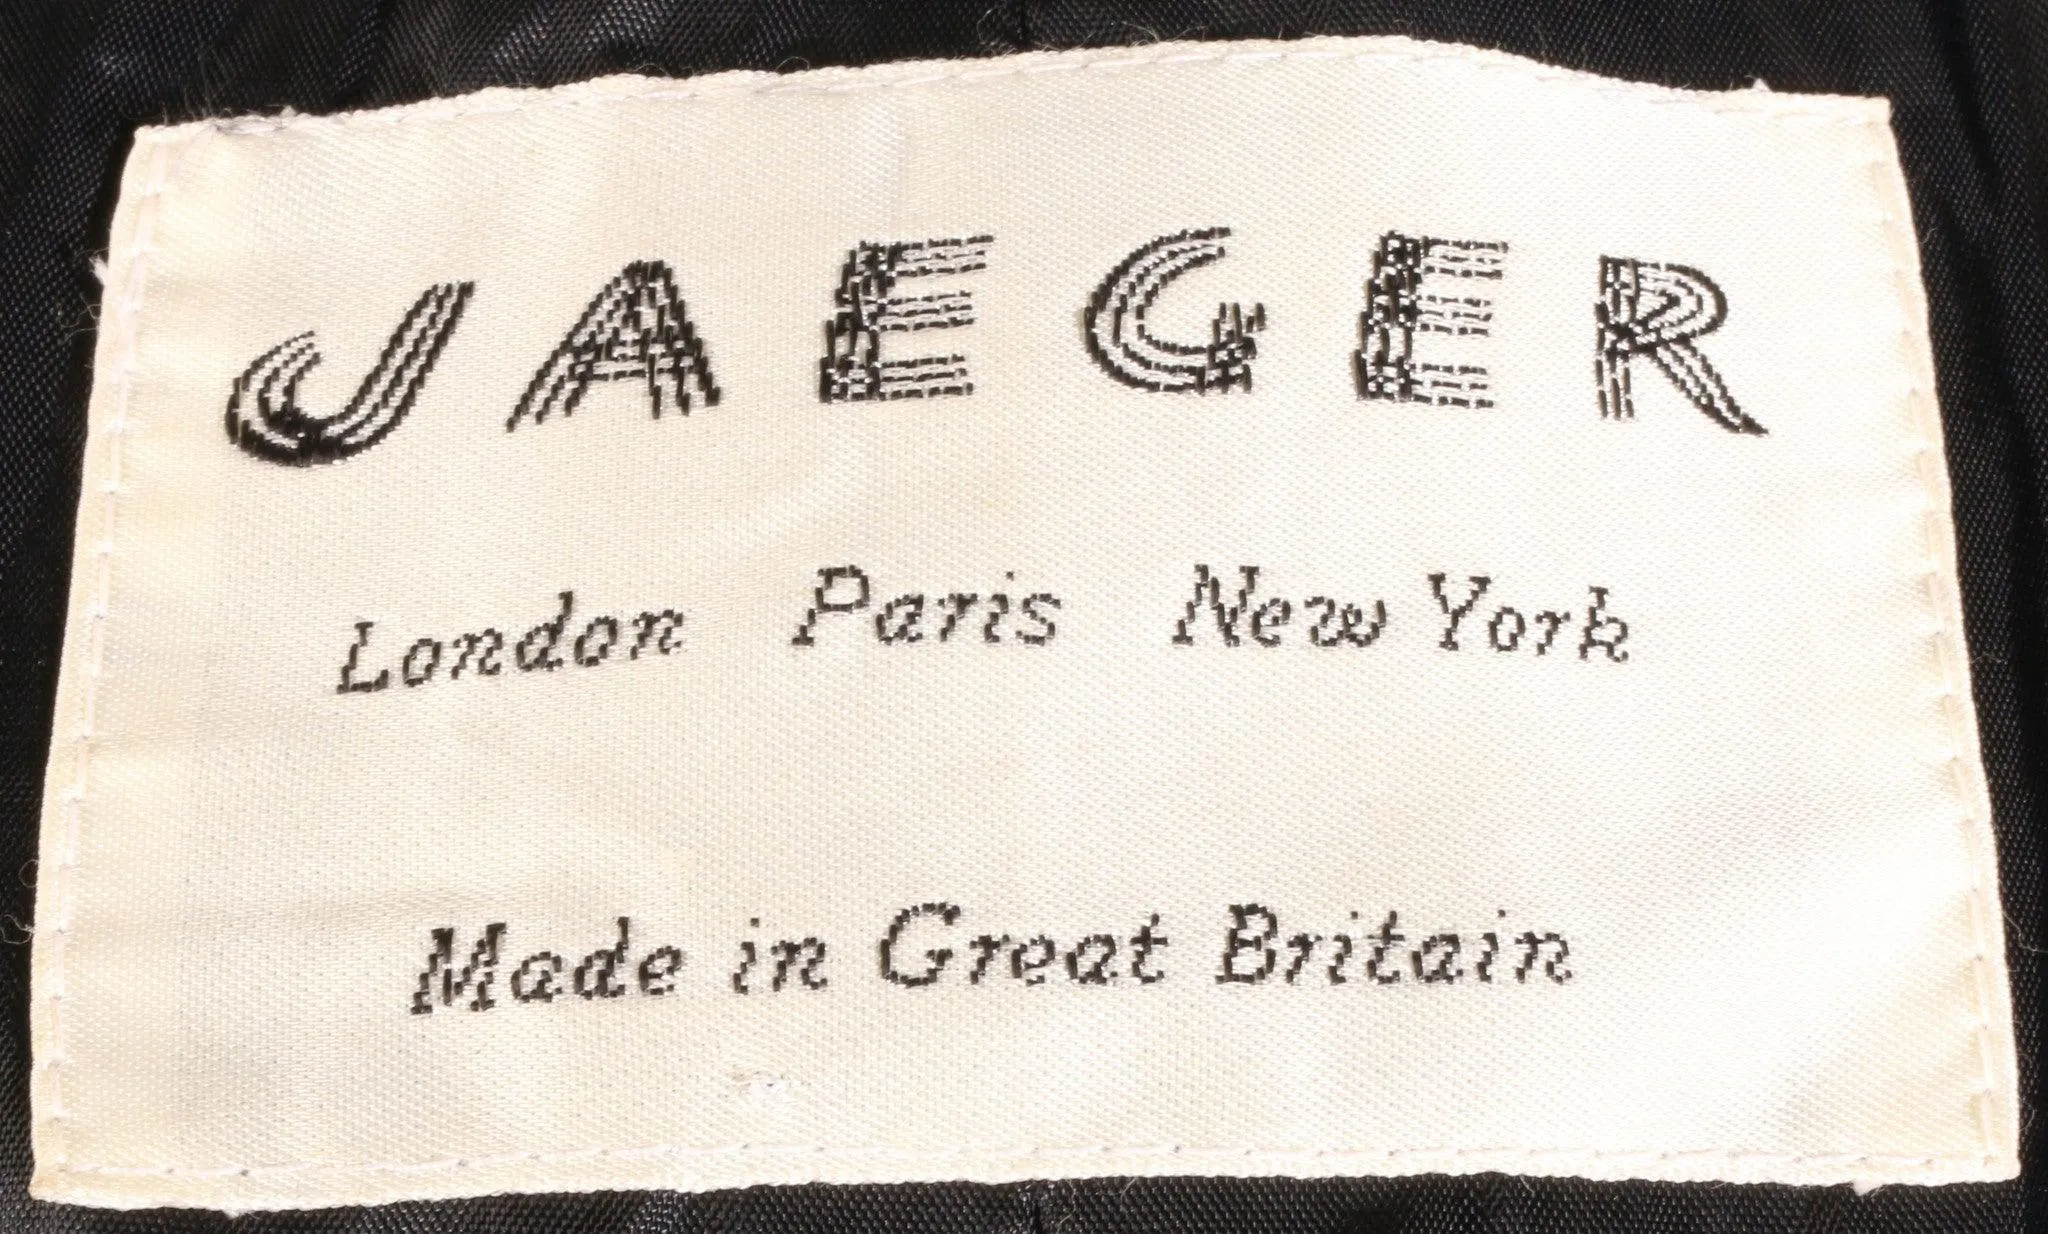 JAEGER
London Paris New York
Made in Great Britain